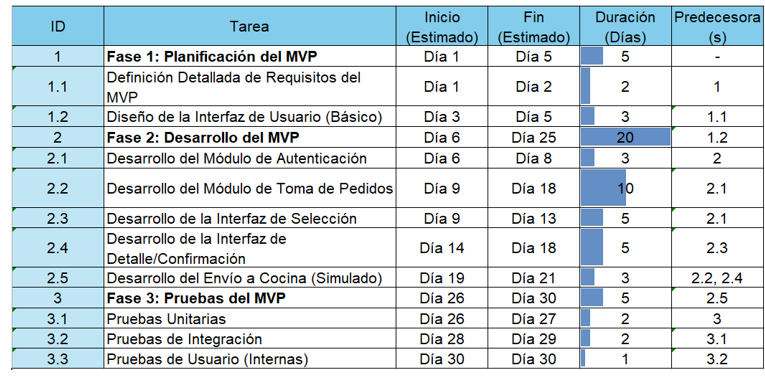 ID Tarea Inicio (Estimado) Fin (Estimado) Duración (Días) Predecesora (s)
1 Fase 1: Planificación del MVP Día 1 Día 5 5 -
1.1 Definición Detallada de Requisitos del MVP Día 1 Día 2 2 1
1.2 Diseño de la Interfaz de Usuario (Básico) Día 3 Día 5 3 1.1
2 Fase 2: Desarrollo del MVP Día 6 Día 25 20 1.2
2.1 Desarrollo del Módulo de Autenticación Día 6 Día 8 3 2
2.2 Desarrollo del Módulo de Toma de Pedidos Día 9 Día 18 10 2.1
2.3 Desarrollo de la Interfaz de Selección Día 9 Día 13 5 2.1
2.4 Desarrollo de la Interfaz de Detalle/Confirmación Día 14 Día 18 5 2.3
2.5 Desarrollo del Envío a Cocina (Simulado) Día 19 Día 21 3 2.2, 2.4
3 Fase 3: Pruebas del MVP Día 26 Día 30 5 2.5
3.1 Pruebas Unitarias Día 26 Día 27 2 3
3.2 Pruebas de Integración Día 28 Día 29 2 3.1
3.3 Pruebas de Usuario (Internas) Día 30 Día 30 1 3.2